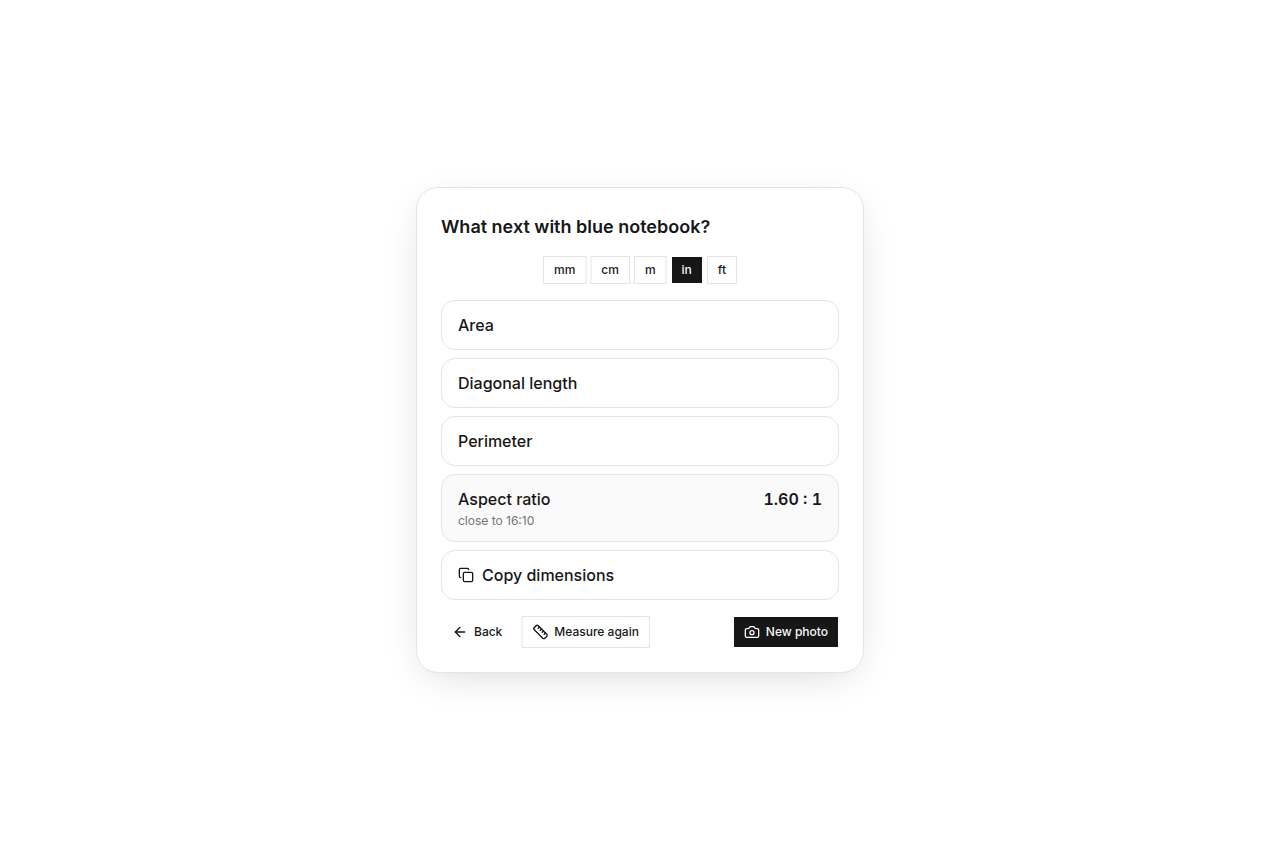 What next with blue notebook?
mm cm m in ft
Area
Diagonal length
Perimeter
Aspect ratio 1.60 : 1
close to 16:10
Copy dimensions
Back Measure again New photo